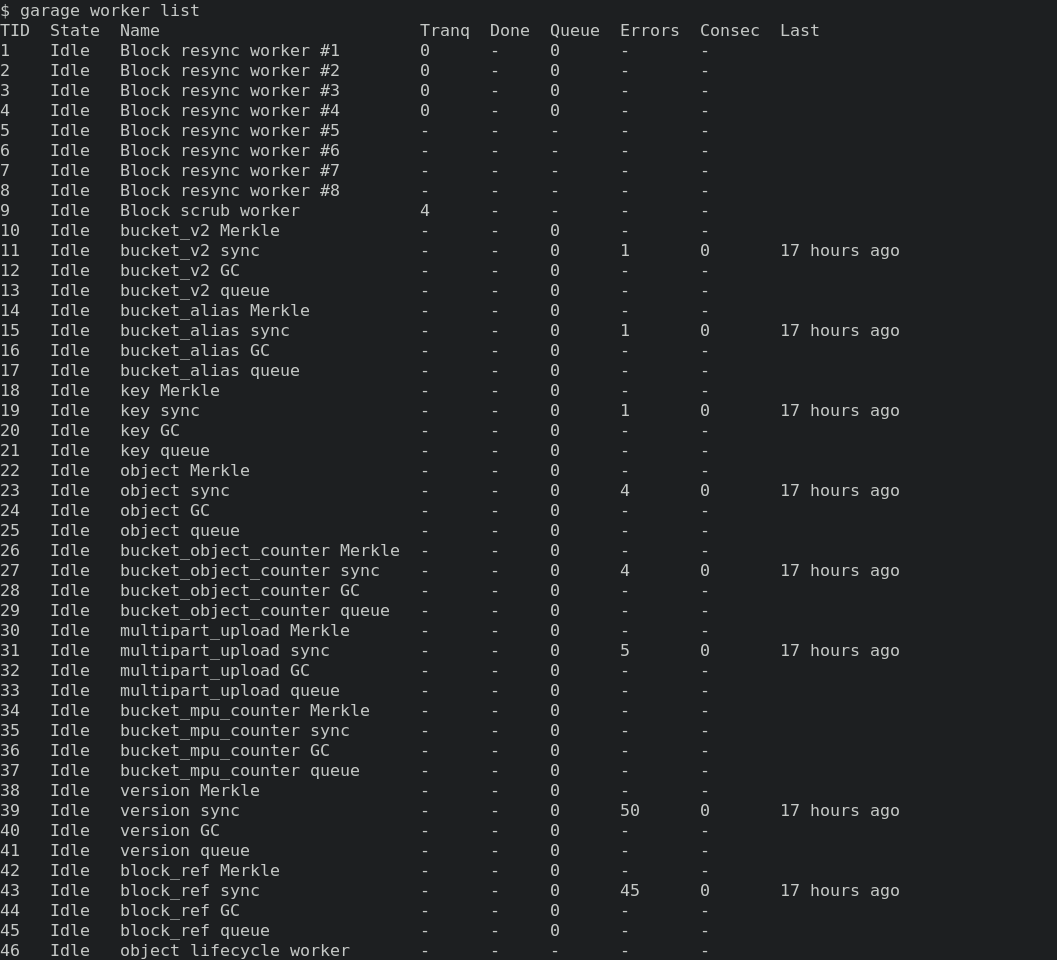 $ garage worker list
TID  State  Name                          Tranq  Done  Queue  Errors  Consec  Last
1    Idle   Block resync worker #1        0      -     0      -       -
2    Idle   Block resync worker #2        0      -     0      -       -
3    Idle   Block resync worker #3        0      -     0      -       -
4    Idle   Block resync worker #4        0      -     0      -       -
5    Idle   Block resync worker #5        -      -     -      -       -
6    Idle   Block resync worker #6        -      -     -      -       -
7    Idle   Block resync worker #7        -      -     -      -       -
8    Idle   Block resync worker #8        -      -     -      -       -
9    Idle   Block scrub worker            4      -     -      -       -
10   Idle   bucket_v2 Merkle              -      -     0      -       -
11   Idle   bucket_v2 sync                -      -     0      1       0       17 hours ago
12   Idle   bucket_v2 GC                  -      -     0      -       -
13   Idle   bucket_v2 queue               -      -     0      -       -
14   Idle   bucket_alias Merkle           -      -     0      -       -
15   Idle   bucket_alias sync             -      -     0      1       0       17 hours ago
16   Idle   bucket_alias GC               -      -     0      -       -
17   Idle   bucket_alias queue            -      -     0      -       -
18   Idle   key Merkle                    -      -     0      -       -
19   Idle   key sync                      -      -     0      1       0       17 hours ago
20   Idle   key GC                        -      -     0      -       -
21   Idle   key queue                     -      -     0      -       -
22   Idle   object Merkle                 -      -     0      -       -
23   Idle   object sync                   -      -     0      4       0       17 hours ago
24   Idle   object GC                     -      -     0      -       -
25   Idle   object queue                  -      -     0      -       -
26   Idle   bucket_object_counter Merkle  -      -     0      -       -
27   Idle   bucket_object_counter sync    -      -     0      4       0       17 hours ago
28   Idle   bucket_object_counter GC      -      -     0      -       -
29   Idle   bucket_object_counter queue   -      -     0      -       -
30   Idle   multipart_upload Merkle       -      -     0      -       -
31   Idle   multipart_upload sync         -      -     0      5       0       17 hours ago
32   Idle   multipart_upload GC           -      -     0      -       -
33   Idle   multipart_upload queue        -      -     0      -       -
34   Idle   bucket_mpu_counter Merkle     -      -     0      -       -
35   Idle   bucket_mpu_counter sync       -      -     0      -       -
36   Idle   bucket_mpu_counter GC         -      -     0      -       -
37   Idle   bucket_mpu_counter queue      -      -     0      -       -
38   Idle   version Merkle                -      -     0      -       -
39   Idle   version sync                  -      -     0      50      0       17 hours ago
40   Idle   version GC                    -      -     0      -       -
41   Idle   version queue                 -      -     0      -       -
42   Idle   block_ref Merkle              -      -     0      -       -
43   Idle   block_ref sync                -      -     0      45      0       17 hours ago
44   Idle   block_ref GC                  -      -     0      -       -
45   Idle   block_ref queue               -      -     0      -       -
46   Idle   object lifecycle worker       -      -     -      -       -